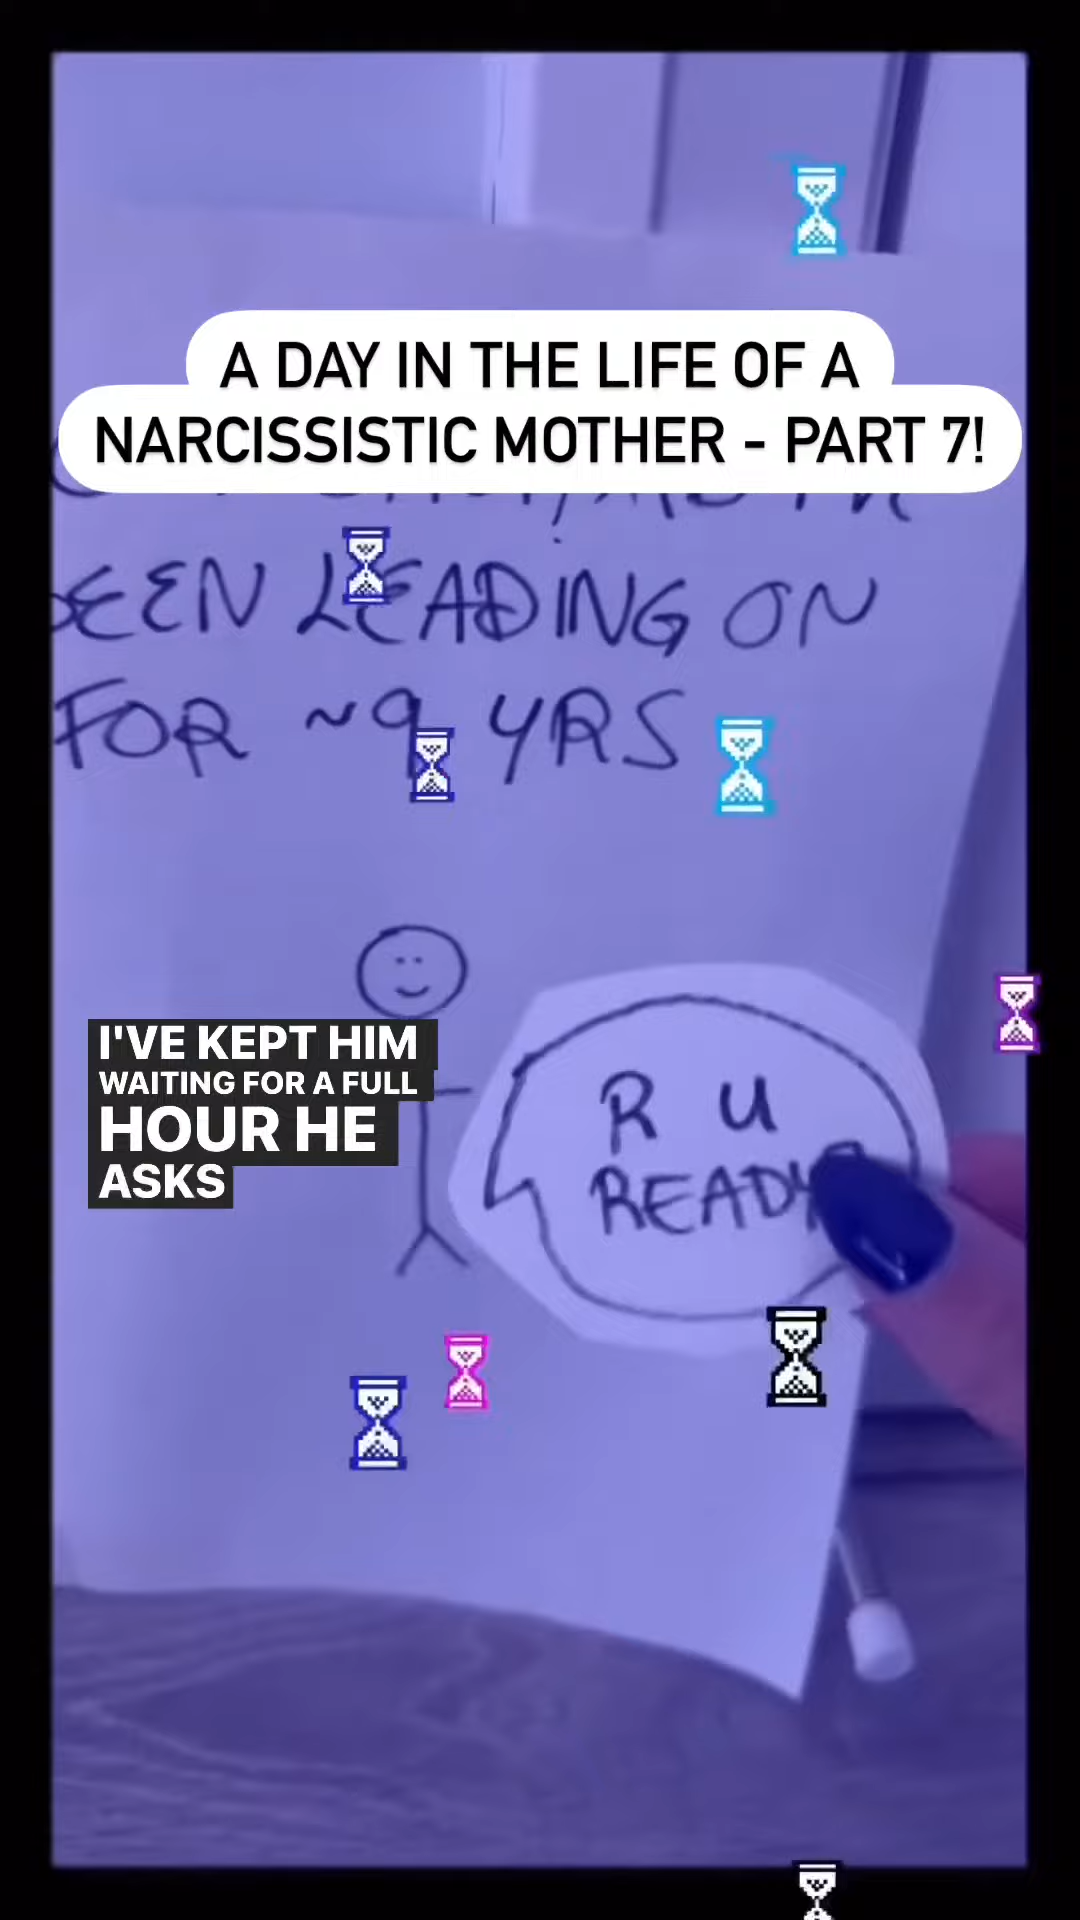 A DAY IN THE LIFE OF A
NARCISSISTIC MOTHER - PART 7!
EEN LEADING ON
FOR ~9 YRS
I'VE KEPT HIM
WAITING FOR A FULL
HOUR HE
ASKS
R U
READY